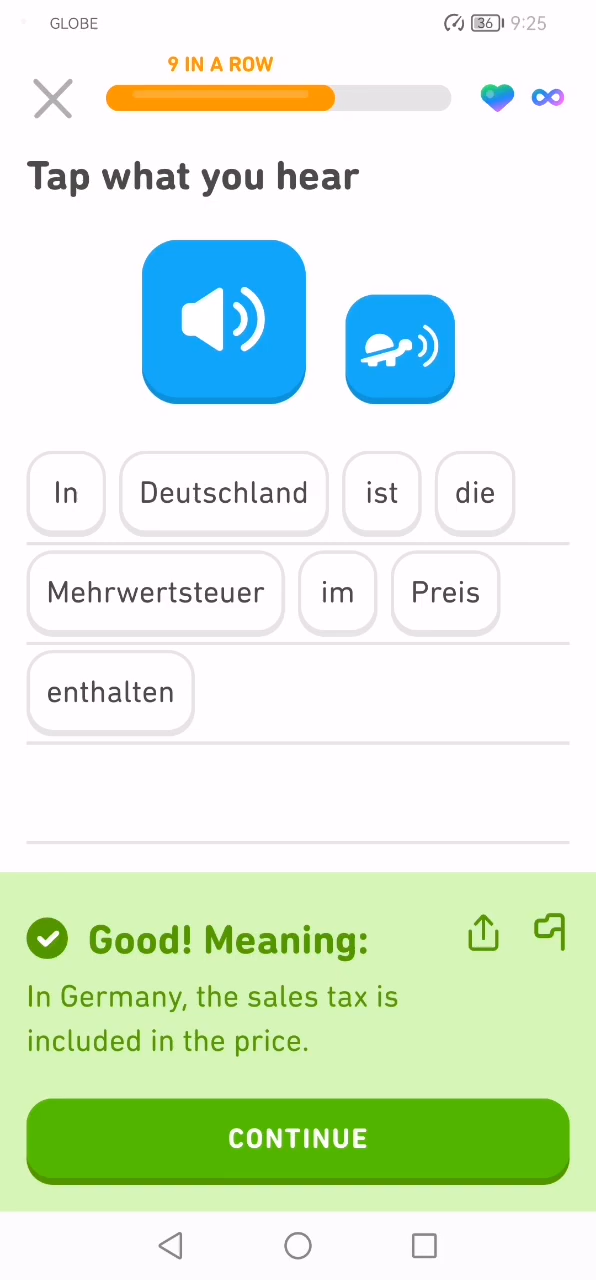 GLOBE 36 9:25
9 IN A ROW
Tap what you hear
In Deutschland ist die
Mehrwertsteuer im Preis
enthalten
Good! Meaning:
In Germany, the sales tax is
included in the price.
CONTINUE